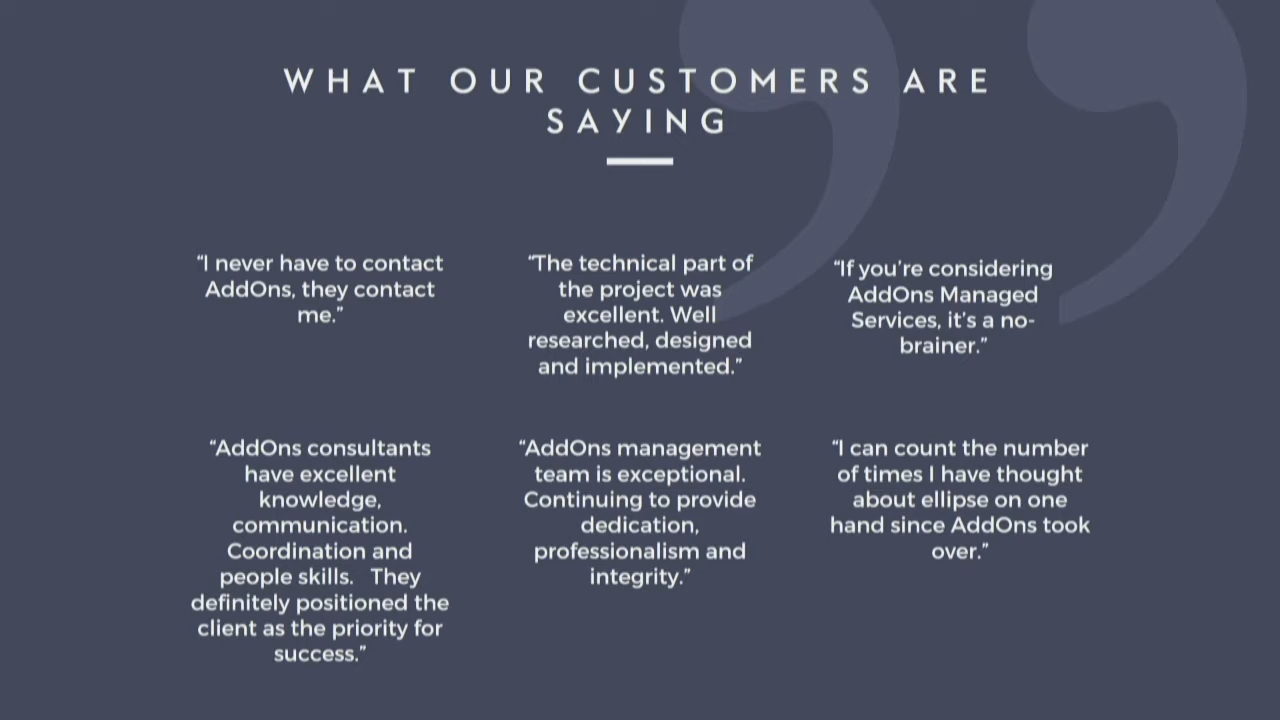 WHAT OUR CUSTOMERS ARE
SAYING
“I never have to contact
AddOns, they contact
me.”
“The technical part of
the project was
excellent. Well
researched, designed
and implemented.”
“If you’re considering
AddOns Managed
Services, it’s a no-
brainer.”
“AddOns consultants
have excellent
knowledge,
communication.
Coordination and
people skills.   They
definitely positioned the
client as the priority for
success.”
“AddOns management
team is exceptional.
Continuing to provide
dedication,
professionalism and
integrity.”
“I can count the number
of times I have thought
about ellipse on one
hand since AddOns took
over.”